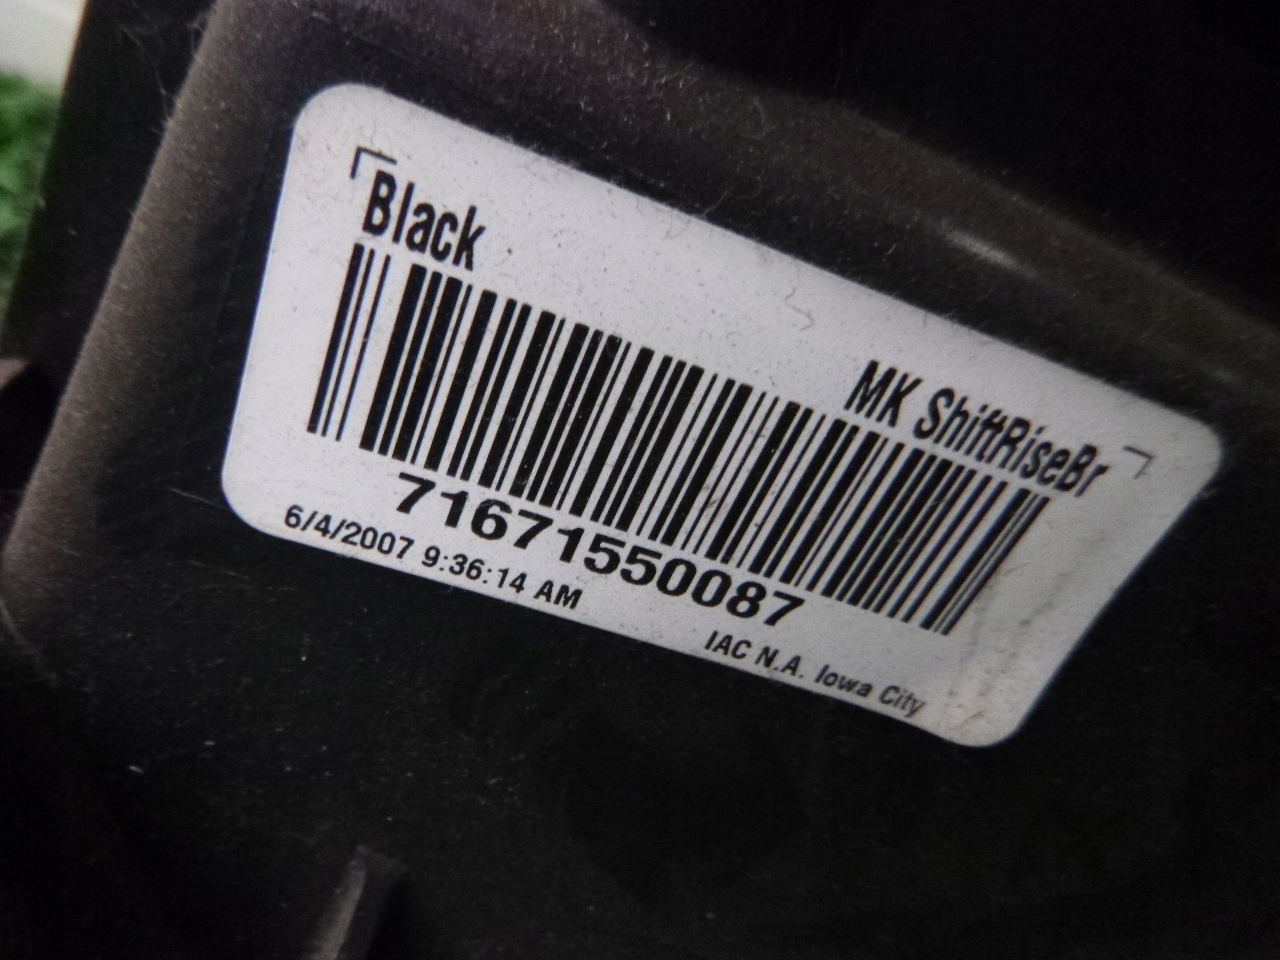 Black
MK ShiftRiseBr
71671550087
6/4/2007 9:36:14 AM
IAC N.A. Iowa City